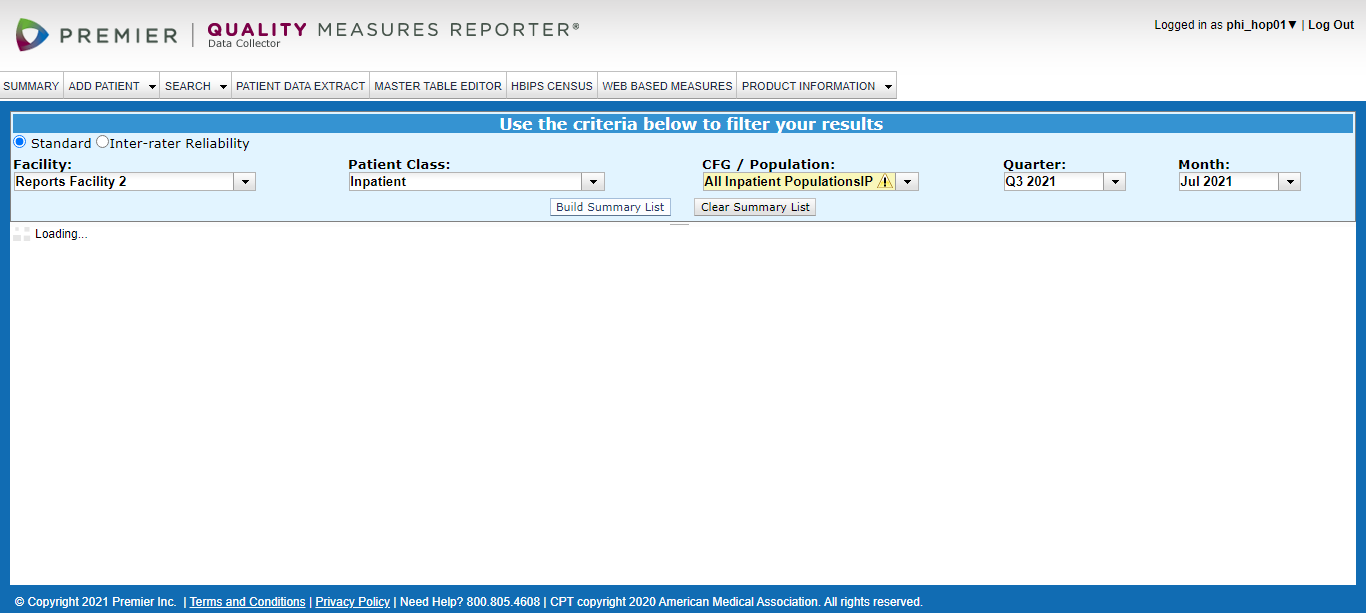 PREMIER | QUALITY MEASURES REPORTER®
Data Collector
Logged in as phi_hop01▼ | Log Out
SUMMARY ADD PATIENT SEARCH PATIENT DATA EXTRACT MASTER TABLE EDITOR HBIPS CENSUS WEB BASED MEASURES PRODUCT INFORMATION
Use the criteria below to filter your results
Standard Inter-rater Reliability
Facility: Patient Class: CFG / Population: Quarter: Month:
Reports Facility 2 Inpatient All Inpatient PopulationsIP Q3 2021 Jul 2021
Build Summary List Clear Summary List
Loading...
© Copyright 2021 Premier Inc. | Terms and Conditions | Privacy Policy | Need Help? 800.805.4608 | CPT copyright 2020 American Medical Association. All rights reserved.